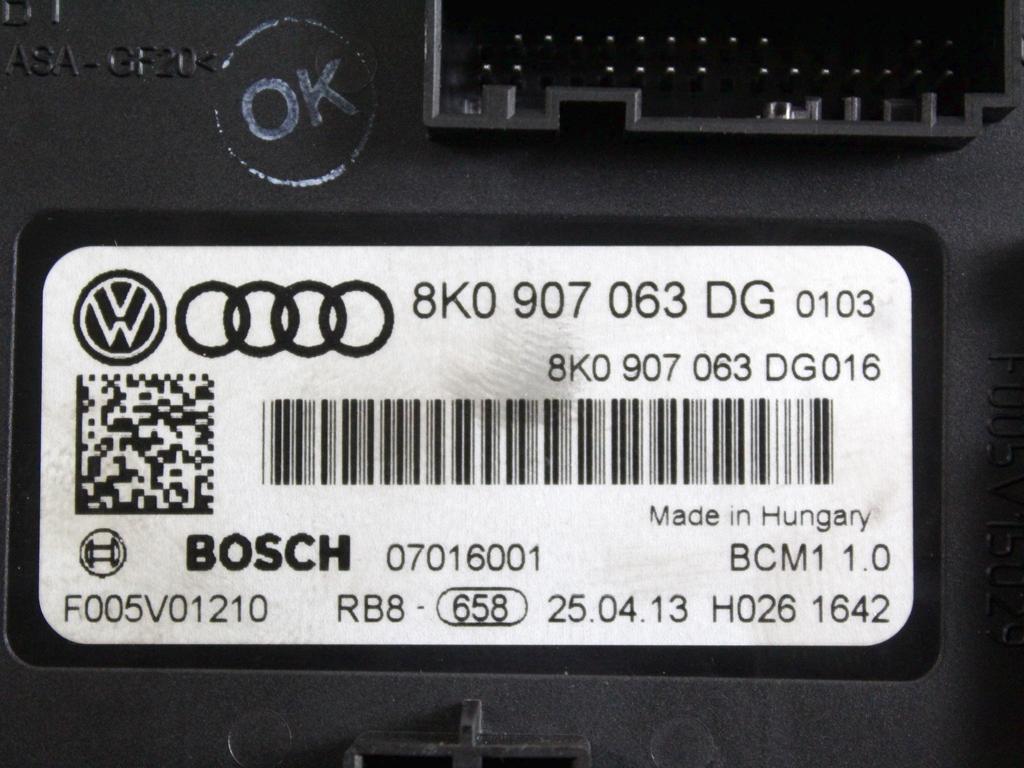 ASA-GF20<
OK
8K0 907 063 DG 0103
8K0 907 063 DG016
Made in Hungary
BOSCH 07016001 BCM1 1.0
F005V01210 RB8 - 658 25.04.13 H026 1642
F005V15029